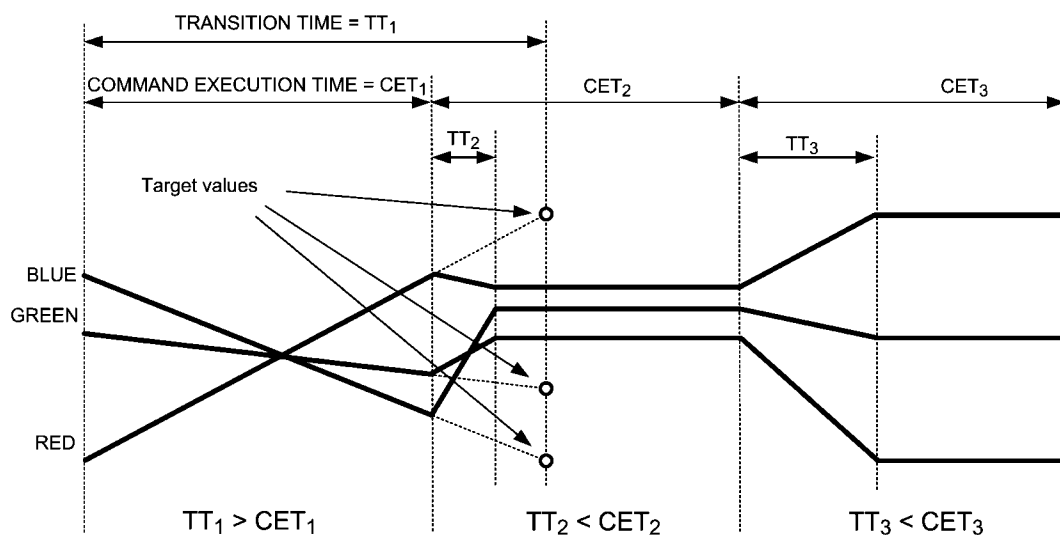 TRANSITION TIME = TT1
COMMAND EXECUTION TIME = CET1
CET2
CET3
TT2
TT3
Target values
BLUE
GREEN
RED
TT1 > CET1
TT2 < CET2
TT3 < CET3